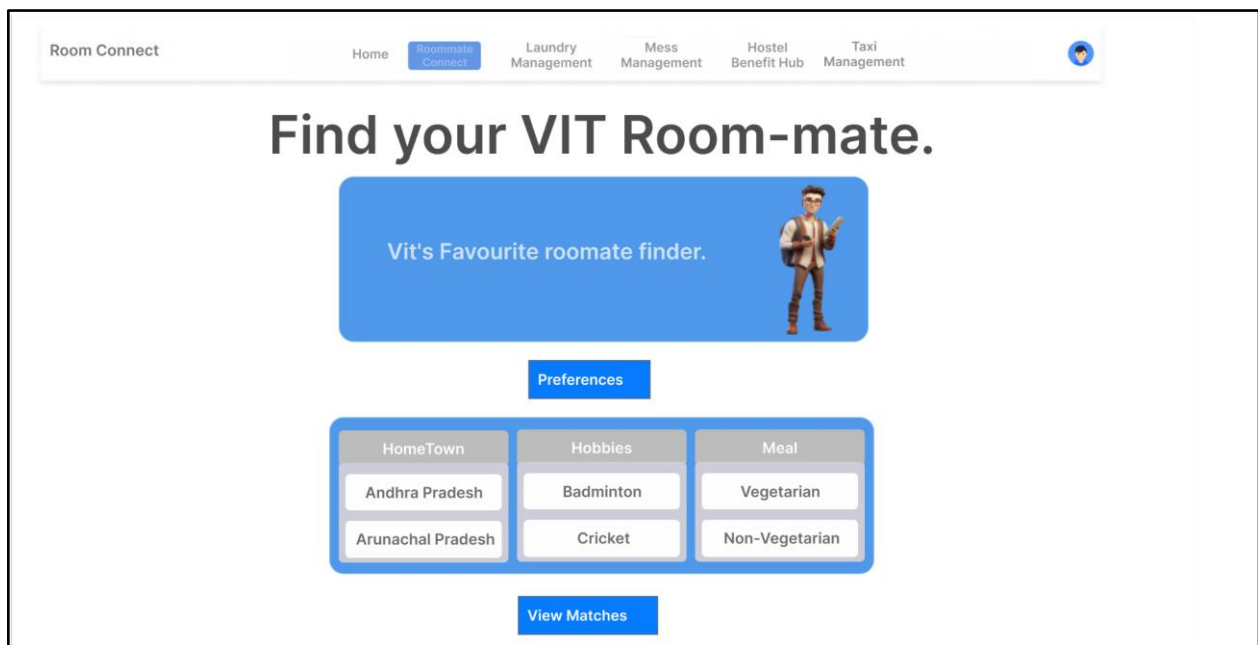 Room Connect
Home
Roommate
Connect
Laundry
Management
Mess
Management
Hostel
Benefit Hub
Taxi
Management
Find your VIT Room-mate.
Vit's Favourite roomate finder.
Preferences
HomeTown
Hobbies
Meal
Andhra Pradesh
Badminton
Vegetarian
Arunachal Pradesh
Cricket
Non-Vegetarian
View Matches